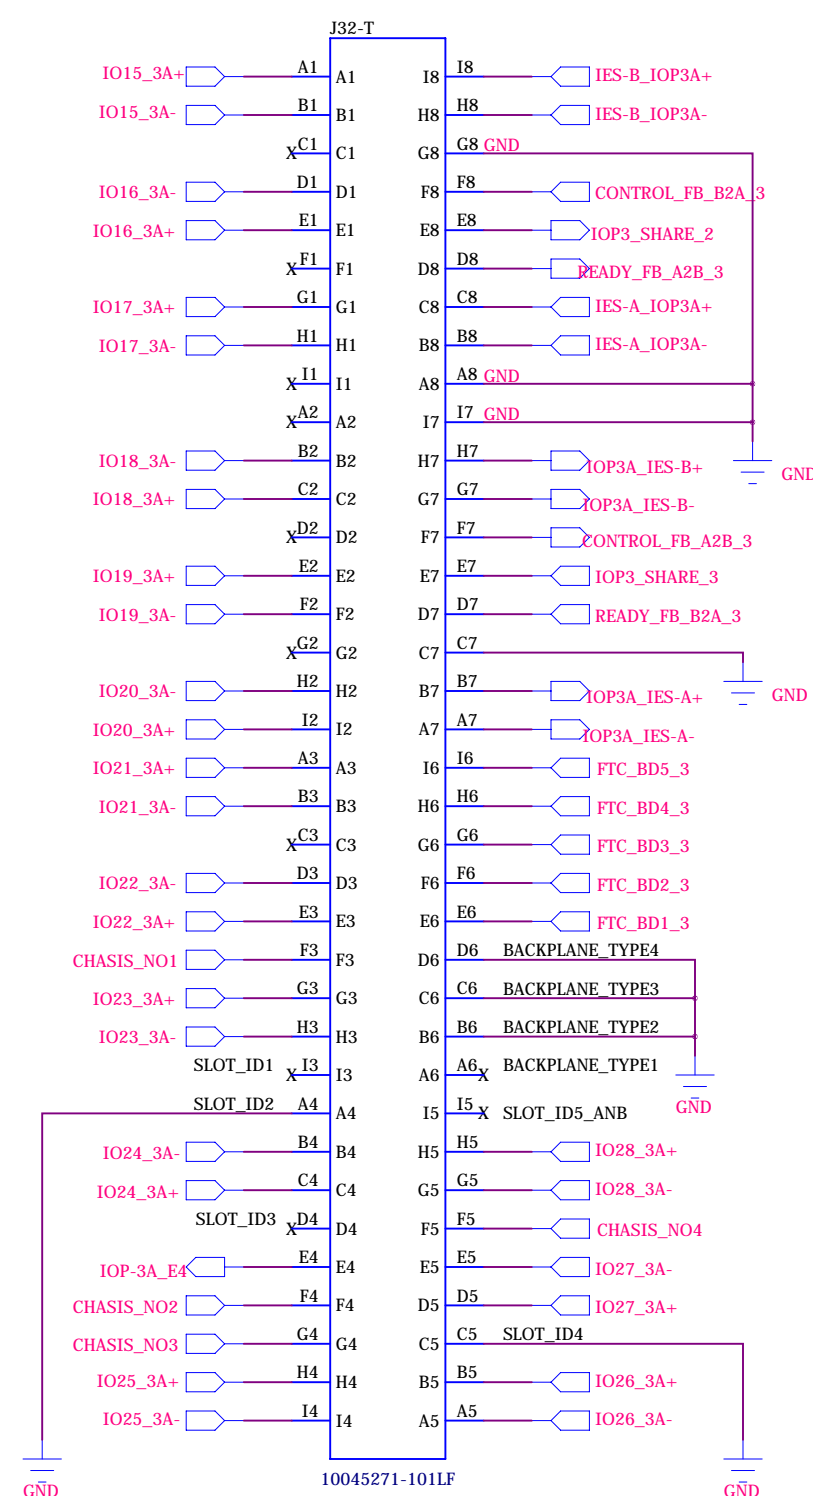 J32-T
IO15_3A+ A1 A1 I8 I8 IES-B_IOP3A+
IO15_3A- B1 B1 H8 H8 IES-B_IOP3A-
X C1 C1 G8 G8 GND
IO16_3A- D1 D1 F8 F8 CONTROL_FB_B2A_3
IO16_3A+ E1 E1 E8 E8 IOP3_SHARE_2
X F1 F1 D8 D8 READY_FB_A2B_3
IO17_3A+ G1 G1 C8 C8 IES-A_IOP3A+
IO17_3A- H1 H1 B8 B8 IES-A_IOP3A-
X I1 I1 A8 A8 GND
X A2 A2 I7 I7 GND
IO18_3A- B2 B2 H7 H7 IOP3A_IES-B+ GND
IO18_3A+ C2 C2 G7 G7 IOP3A_IES-B-
X D2 D2 F7 F7 CONTROL_FB_A2B_3
IO19_3A+ E2 E2 E7 E7 IOP3_SHARE_3
IO19_3A- F2 F2 D7 D7 READY_FB_B2A_3
X G2 G2 C7 C7
IO20_3A- H2 H2 B7 B7 IOP3A_IES-A+ GND
IO20_3A+ I2 I2 A7 A7 IOP3A_IES-A-
IO21_3A+ A3 A3 I6 I6 FTC_BD5_3
IO21_3A- B3 B3 H6 H6 FTC_BD4_3
X C3 C3 G6 G6 FTC_BD3_3
IO22_3A- D3 D3 F6 F6 FTC_BD2_3
IO22_3A+ E3 E3 E6 E6 FTC_BD1_3
CHASIS_NO1 F3 F3 D6 D6 BACKPLANE_TYPE4
IO23_3A+ G3 G3 C6 C6 BACKPLANE_TYPE3
IO23_3A- H3 H3 B6 B6 BACKPLANE_TYPE2
SLOT_ID1 X I3 I3 A6 A6 X BACKPLANE_TYPE1
SLOT_ID2 A4 A4 I5 I5 X SLOT_ID5_ANB GND
IO24_3A- B4 B4 H5 H5 IO28_3A+
IO24_3A+ C4 C4 G5 G5 IO28_3A-
SLOT_ID3 X D4 D4 F5 F5 CHASIS_NO4
IOP-3A_E4 E4 E4 E5 E5 IO27_3A-
CHASIS_NO2 F4 F4 D5 D5 IO27_3A+
CHASIS_NO3 G4 G4 C5 C5 SLOT_ID4
IO25_3A+ H4 H4 B5 B5 IO26_3A+
IO25_3A- I4 I4 A5 A5 IO26_3A-
10045271-101LF
GND GND